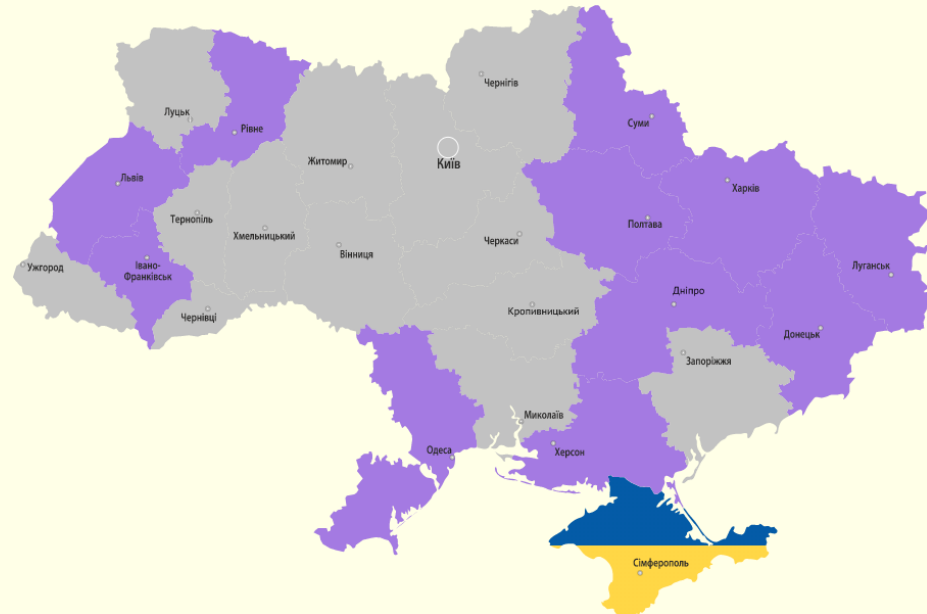 Чернігів
Луцьк
Суми
Рівне
Київ
Житомир
Львів
Харків
Тернопіль
Полтава
Хмельницький
Черкаси
Вінниця
Івано-
Франківськ
Ужгород
Луганськ
Дніпро
Чернівці
Кропивницький
Донецьк
Запоріжжя
Миколаїв
Одеса
Херсон
Сімферополь